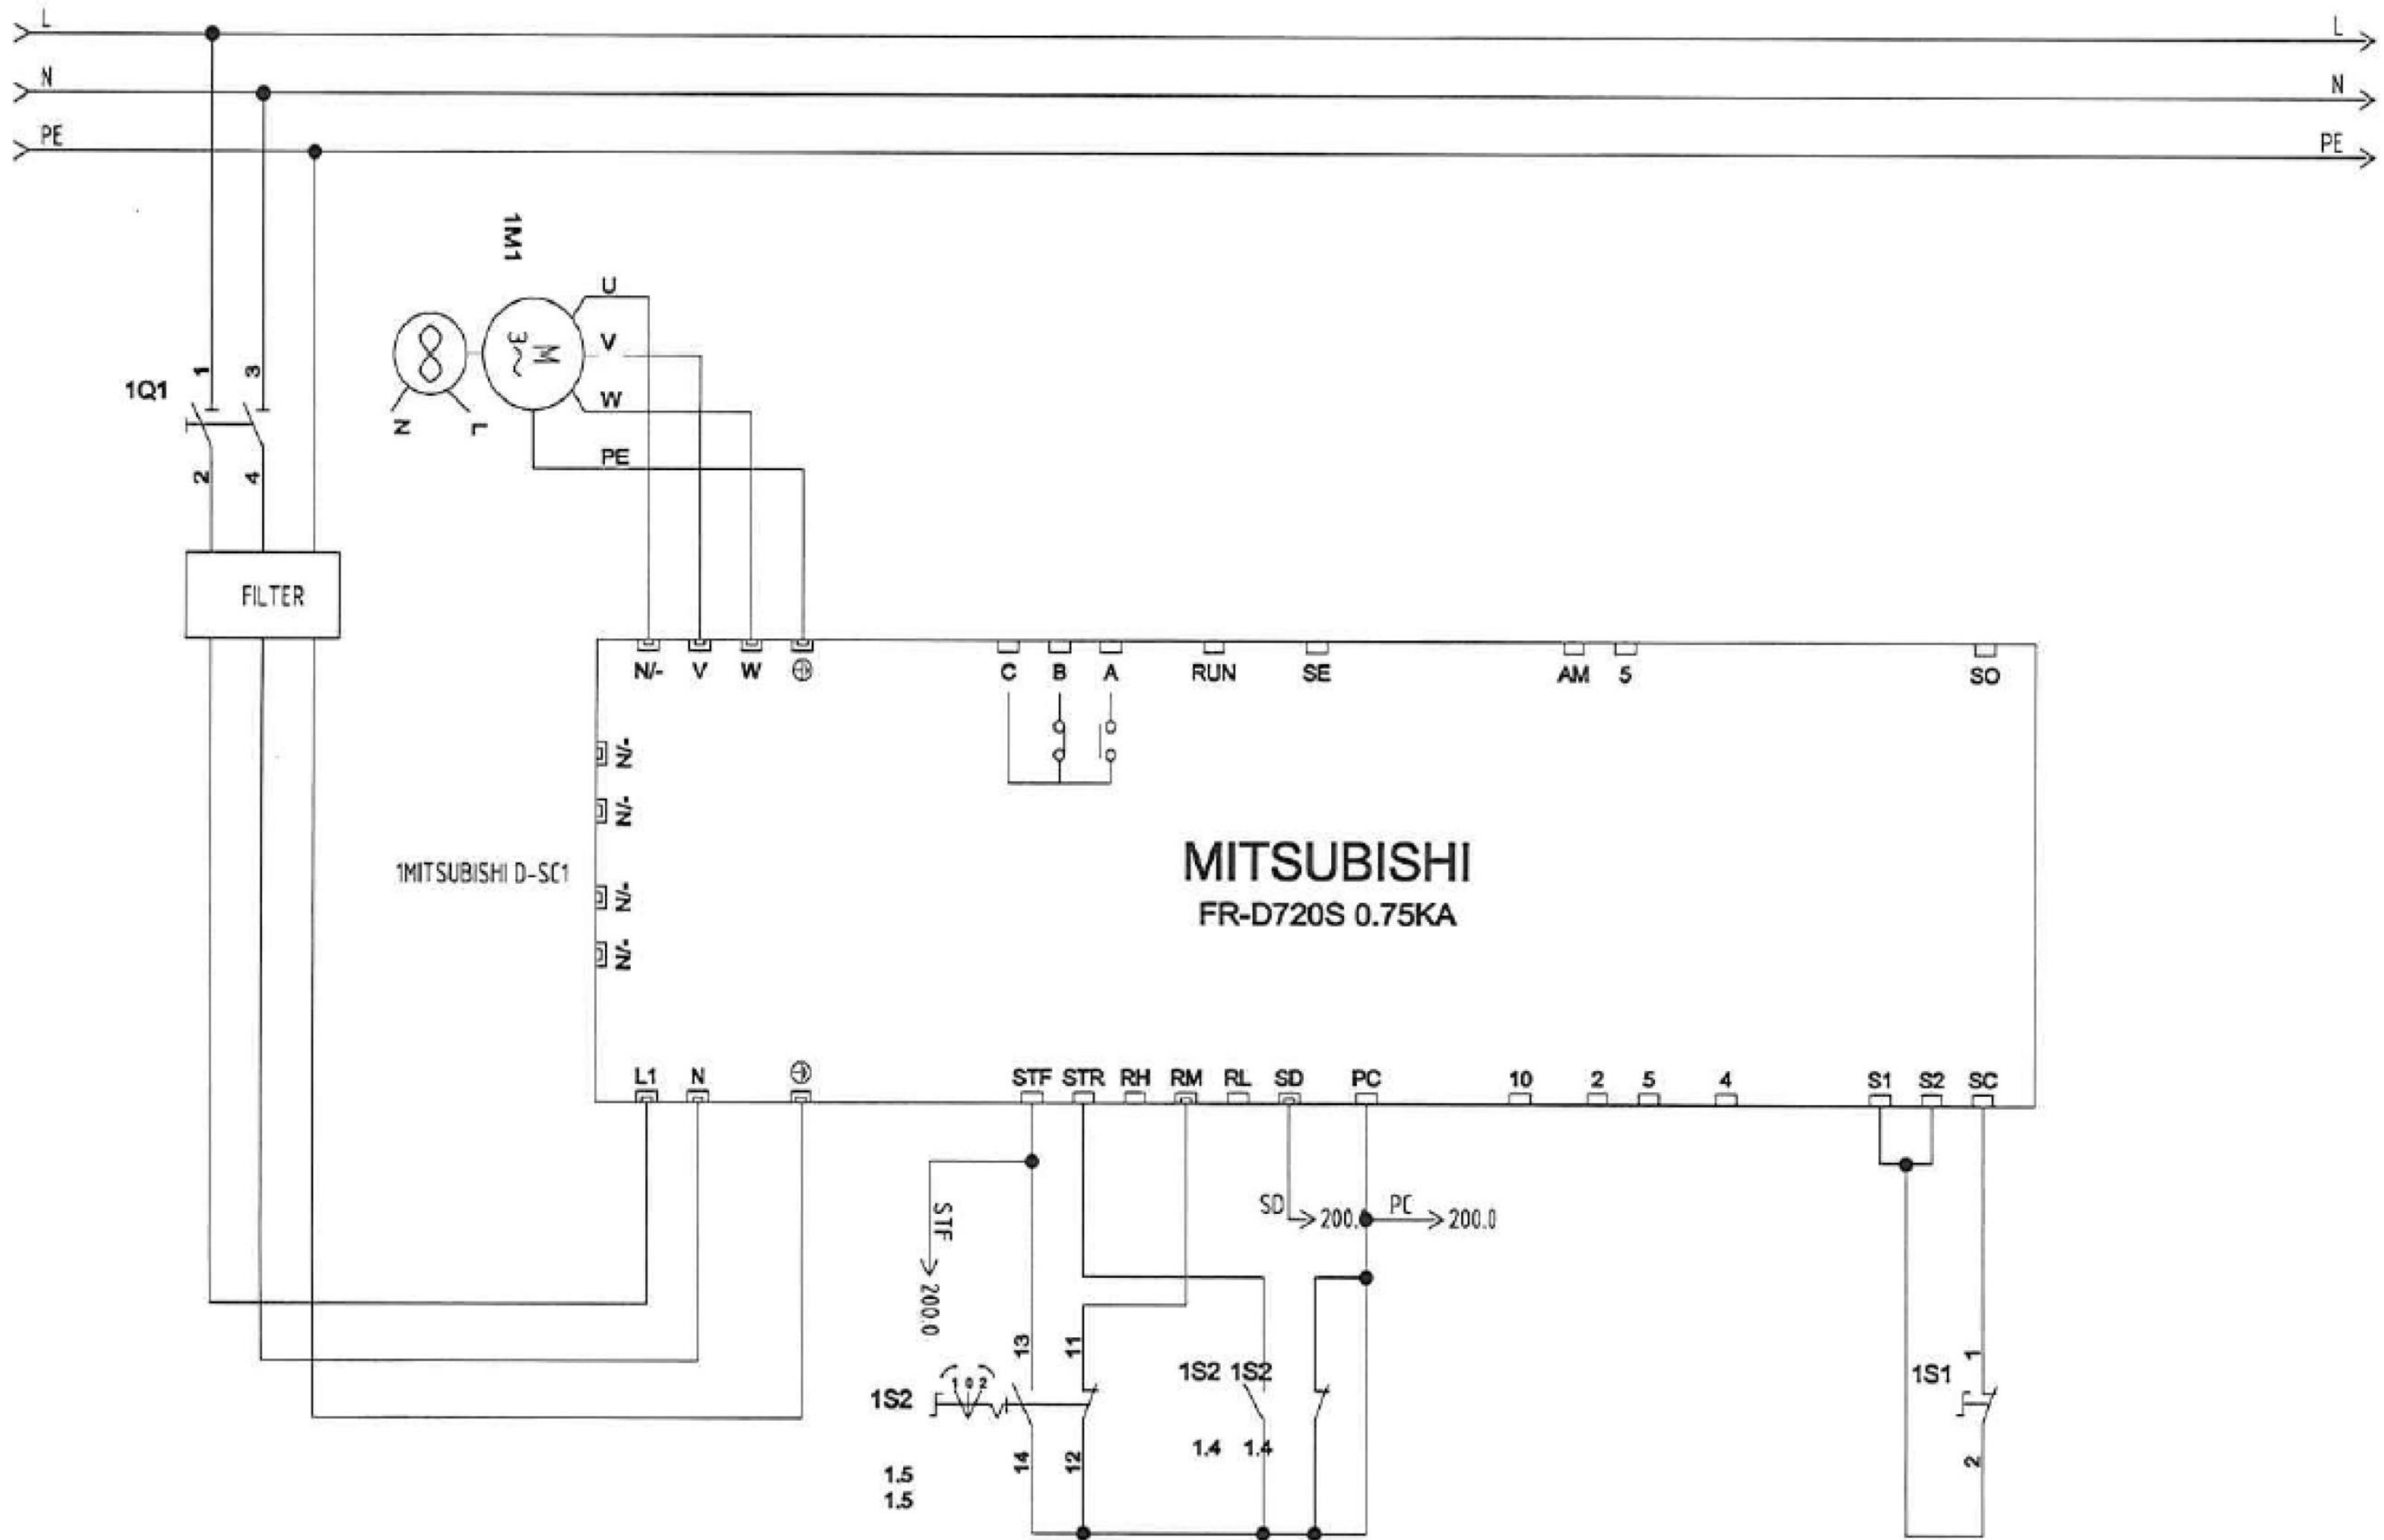 L L
N N
PE PE
1M1
U
V
1Q1 1 3
W
N L
PE
2 4
M
3~
FILTER
N/- V W C B A RUN SE AM 5 SO
N/-
N/-
N/-
N/-
1MITSUBISHI D-SC1
MITSUBISHI
FR-D720S 0.75KA
L1 N STF STR RH RM RL SD PC 10 2 5 4 S1 S2 SC
STF
200.0
SD 200. PC 200.0
13 11
1S2 1 0 2
1S2 1S2
1S1 1
14 12
1.4 1.4
2
1.5
1.5